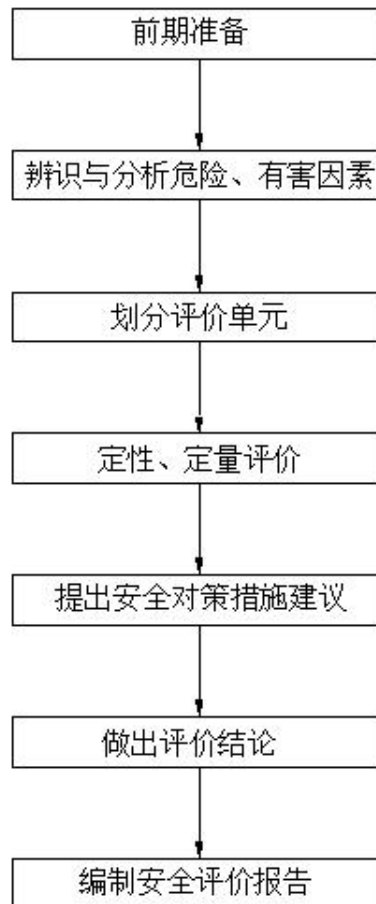 前期准备
辨识与分析危险、有害因素
划分评价单元
定性、定量评价
提出安全对策措施建议
做出评价结论
编制安全评价报告